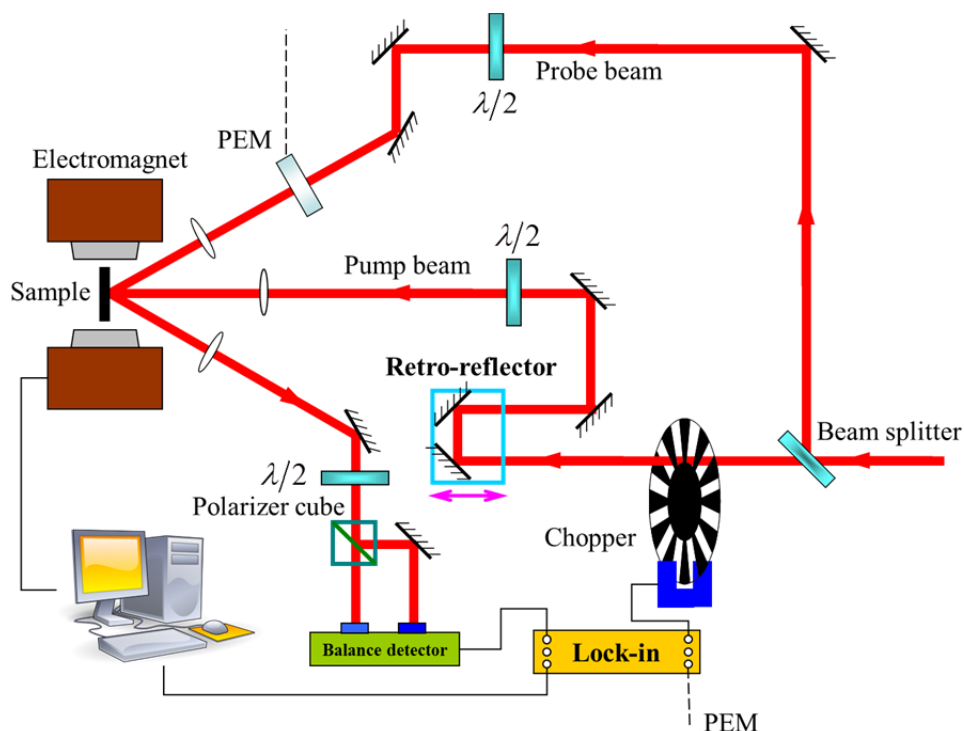 Probe beam
λ/2
PEM
Electromagnet
λ/2
Pump beam
Sample
Retro-reflector
Beam splitter
λ/2
Polarizer cube
Chopper
Balance detector
Lock-in
PEM